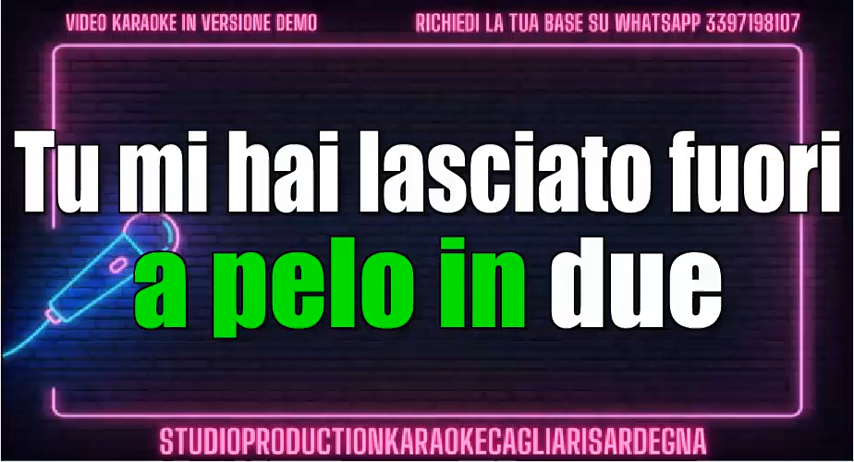 VIDEO KARAOKE IN VERSIONE DEMO
RICHIEDI LA TUA BASE SU WHATSAPP 3397198107
Tu mi hai lasciato fuori
a pelo in due
STUDIOPRODUCTIONKARAOKECAGLIARISARDEGNA